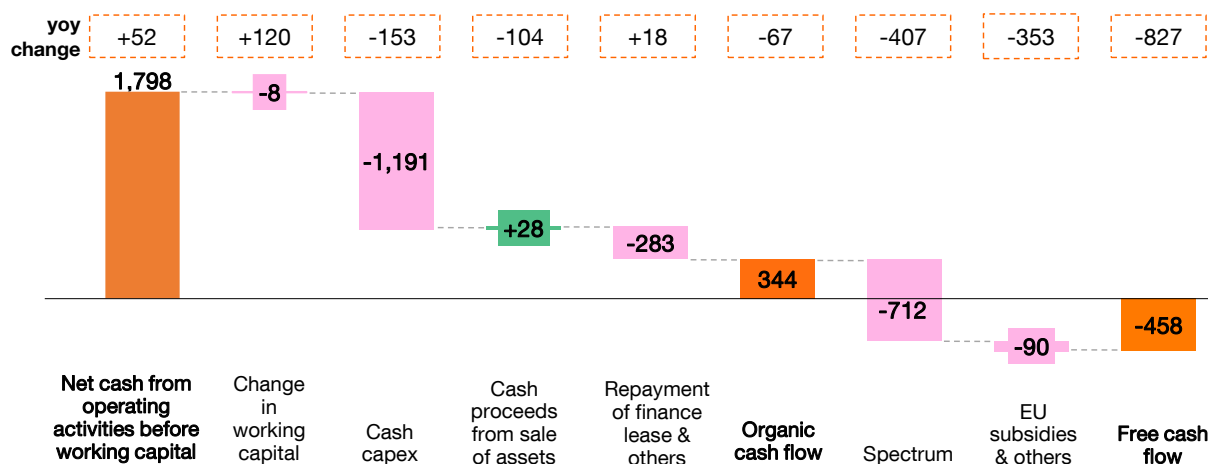 yoy
change
+52
+120
-153
-104
+18
-67
-407
-353
-827
1,798
-8
-1,191
+28
-283
344
-712
-90
-458
Net cash from
operating
activities before
working capital
Change
in
working
capital
Cash
capex
Cash
proceeds
from sale
of assets
Repayment
of finance
lease &
others
Organic
cash flow
Spectrum
EU
subsidies
& others
Free cash
flow